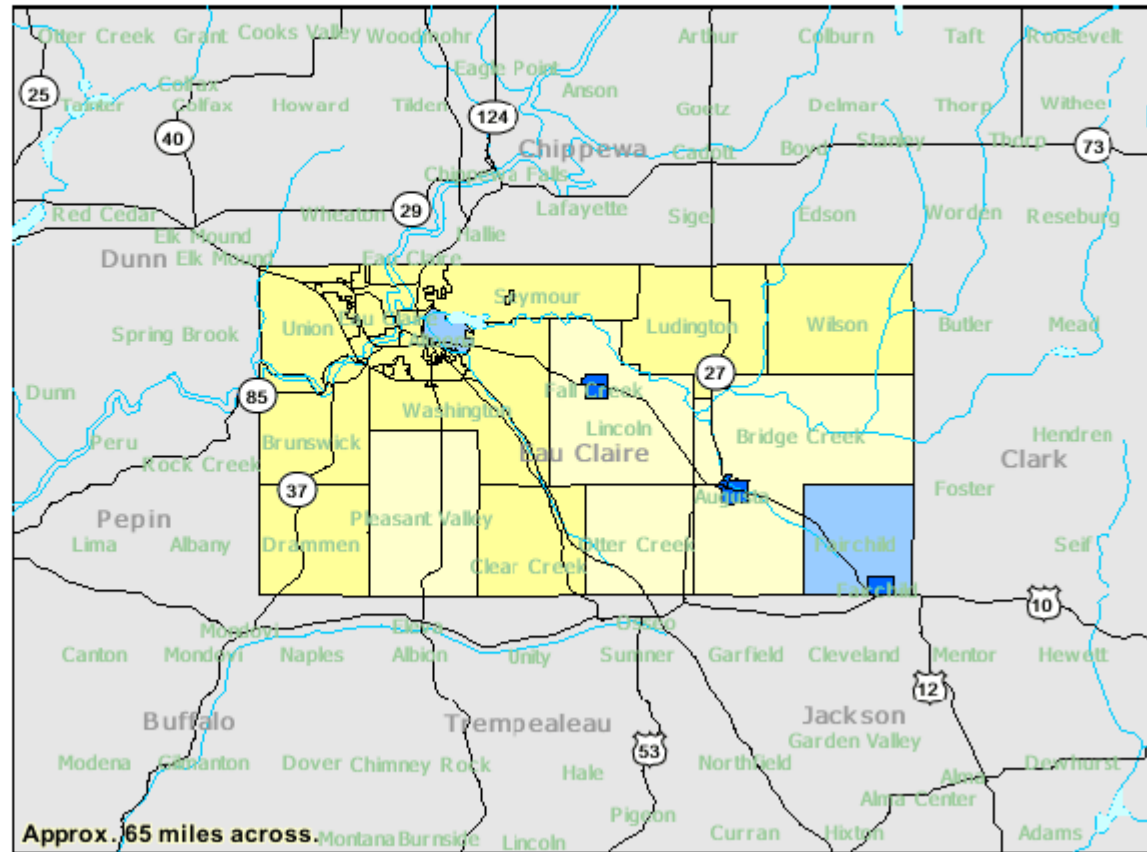 Otter Creek Grant Cooks Valley Woodmohr Arthur Colburn Taft Roosevelt
Eagle Point
25 Tainter Colfax
Colfax Howard Tilden 124 Anson Goetz Delmar Thorp Withee
40 Chippewa Cadott Boyd Stanley Thorp 73
Chippewa Falls
Red Cedar Wheaton 29 Lafayette Sigel Edson Worden Reseburg
Elk Mound Hallie
Dunn Elk Mound Eau Claire
Seymour
Spring Brook Union Eau Claire Ludington Wilson Butler Mead
Altoona
27
Dunn 85 Fall Creek
Washington
Peru Brunswick Lincoln Bridge Creek Hendren
Rock Creek Eau Claire Clark
37 Augusta Foster
Pepin Pleasant Valley
Lima Albany Drammen Otter Creek Fairchild Seif
Clear Creek
Fairchild
10
Mondovi Eleva Osseo
Canton Mondovi Naples Albion Unity Sumner Garfield Cleveland Mentor Hewett
12
Buffalo Trempealeau Jackson
53 Garden Valley
Modena Gilmanton Dover Chimney Rock Hale Northfield Alma Dewhurst
Alma Center
Pigeon
Approx. 65 miles across. Montana Burnside Lincoln Curran Hixton Adams